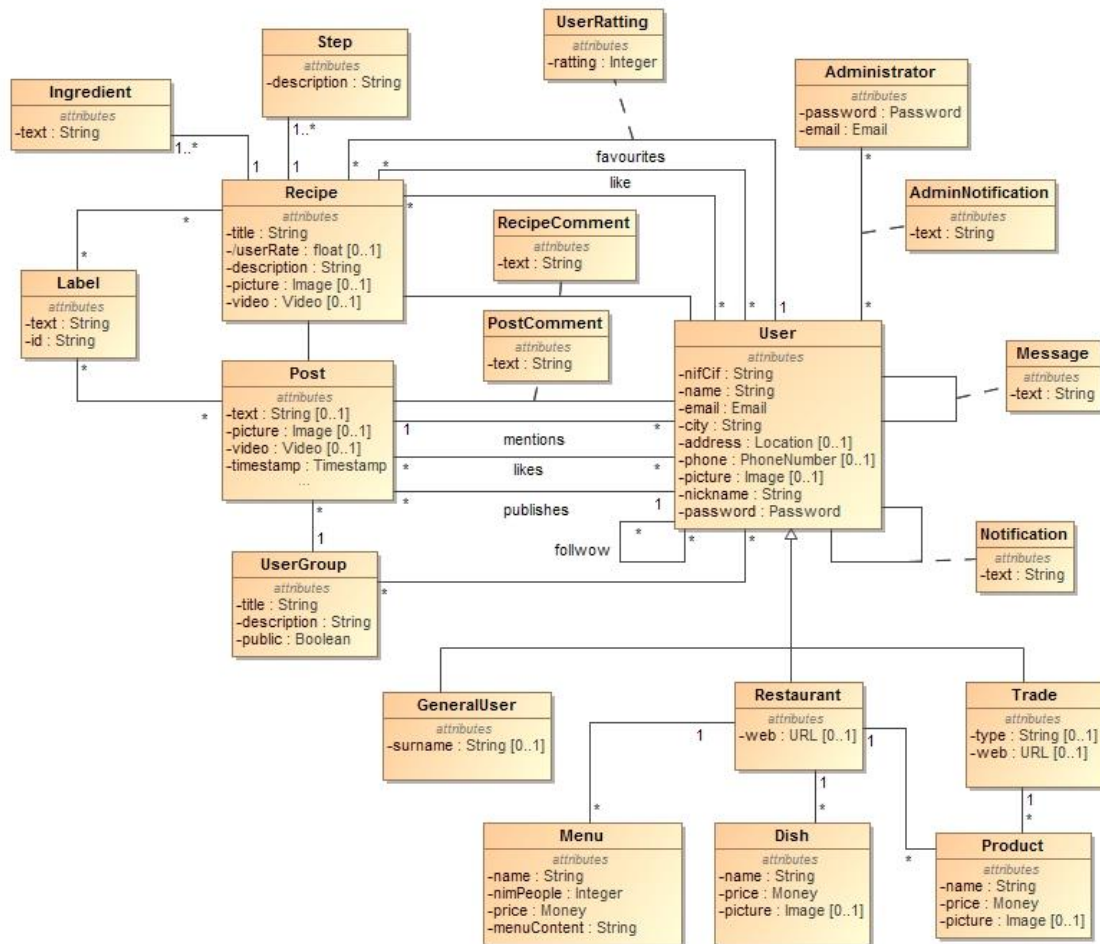 UserRatting
attributes
-ratting : Integer
Step
attributes
-description : String
Administrator
attributes
-password : Password
-email : Email
Ingredient
attributes
-text : String
1..*
1
1..*
1
*
*
favourites
like
*
*
*
1
*
AdminNotification
attributes
-text : String
*
Recipe
attributes
-title : String
-/userRate : float [0..1]
-description : String
-picture : Image [0..1]
-video : Video [0..1]
*
*
RecipeComment
attributes
-text : String
Label
attributes
-text : String
-id : String
*
*
PostComment
attributes
-text : String
User
attributes
-nifCif : String
-name : String
-email : Email
-city : String
-address : Location [0..1]
-phone : PhoneNumber [0..1]
-picture : Image [0..1]
-nickname : String
-password : Password
Message
attributes
-text : String
Post
attributes
-text : String [0..1]
-picture : Image [0..1]
-video : Video [0..1]
-timestamp : Timestamp
...
1
mentions
*
*
likes
*
*
publishes
1
follwow
*
*
*
Notification
attributes
-text : String
*
1
UserGroup
attributes
-title : String
-description : String
-public : Boolean
*
GeneralUser
attributes
-surname : String [0..1]
Restaurant
attributes
-web : URL [0..1]
Trade
attributes
-type : String [0..1]
-web : URL [0..1]
1
1
1
*
1
*
*
*
Menu
attributes
-name : String
-nimPeople : Integer
-price : Money
-menuContent : String
Dish
attributes
-name : String
-price : Money
-picture : Image [0..1]
Product
attributes
-name : String
-price : Money
-picture : Image [0..1]